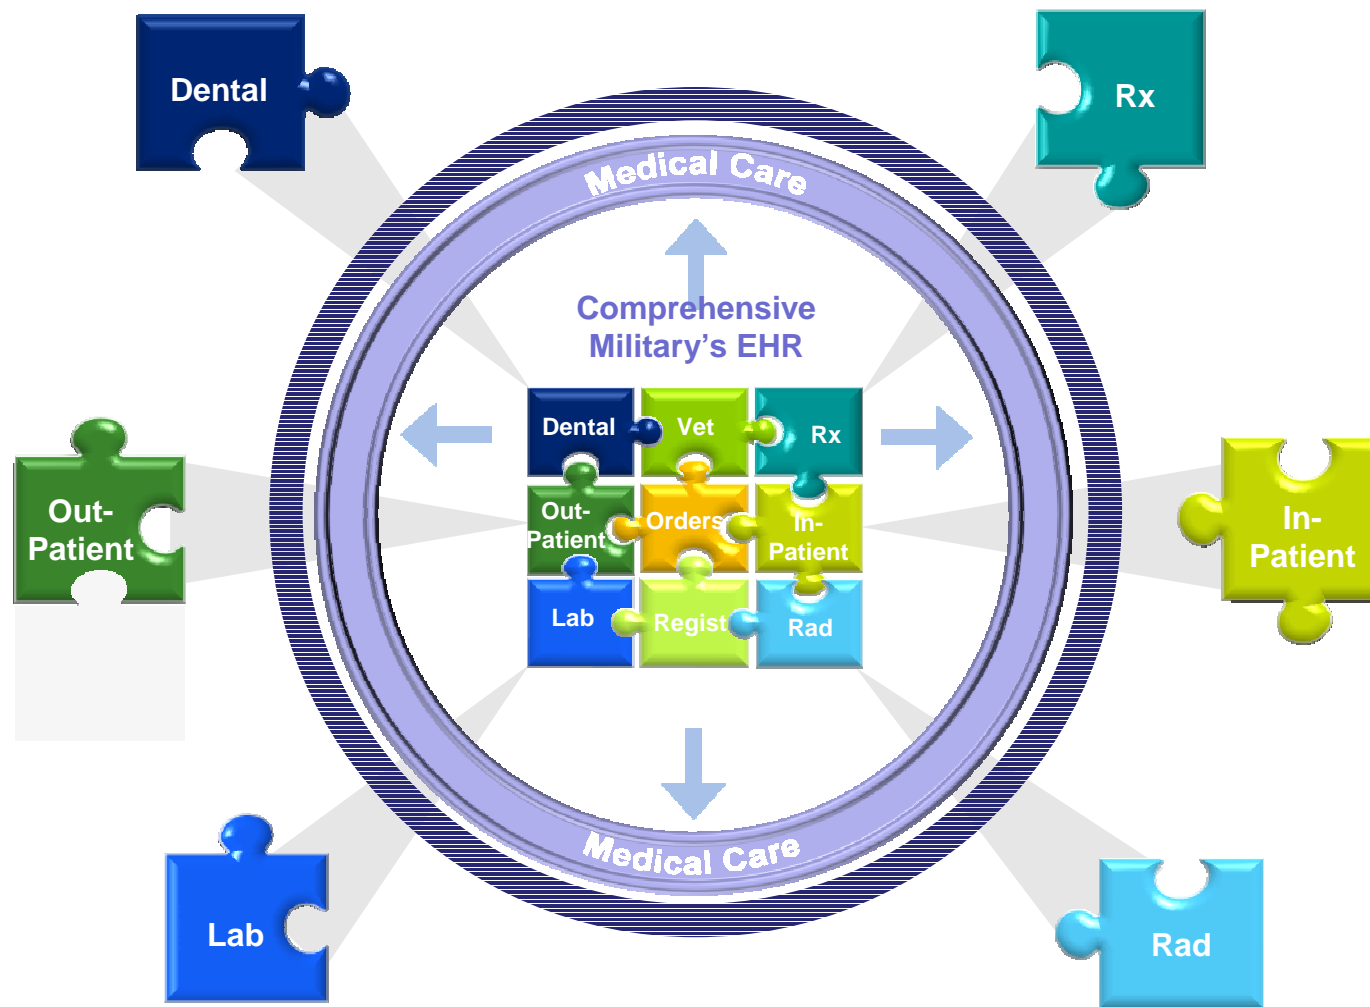 Dental
Rx
Medical Care
Comprehensive
Military's EHR
Dental
Vet
Rx
Out-
Patient
Orders
In-
Patient
Lab
Regist
Rad
Out-
Patient
In-
Patient
Medical Care
Lab
Rad